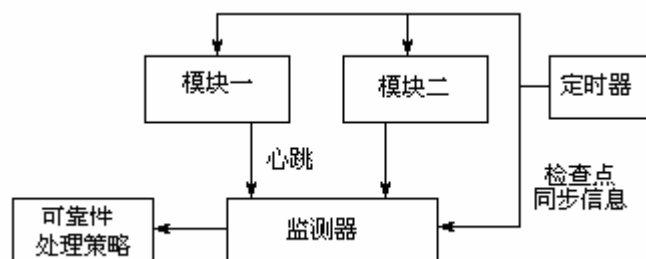 模块一
模块二
定时器
心跳
检查点
同步信息
可靠性
处理策略
监测器